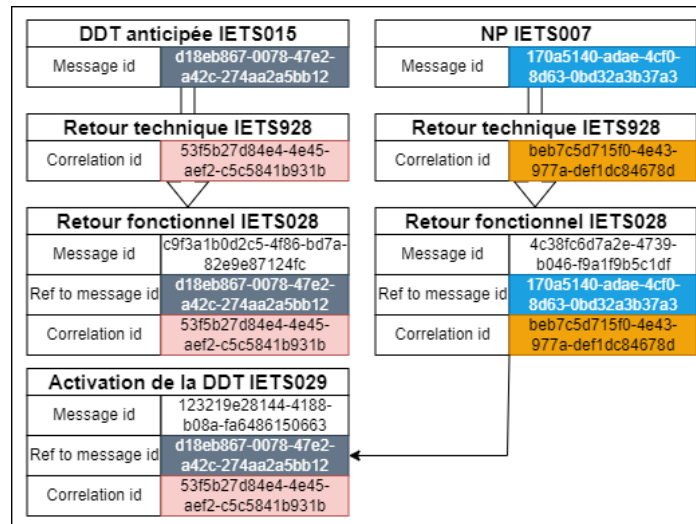 DDT anticipée IETS015
Message id
d18eb867-0078-47e2-
a42c-274aa2a5bb12
Retour technique IETS928
Correlation id
53f5b27d84e4-4e45-
aef2-c5c5841b931b
Retour fonctionnel IETS028
Message id
c9f3a1b0d2c5-4f86-bd7a-
82e9e87124fc
Ref to message id
d18eb867-0078-47e2-
a42c-274aa2a5bb12
Correlation id
53f5b27d84e4-4e45-
aef2-c5c5841b931b
Activation de la DDT IETS029
Message id
123219e28144-4188-
b08a-fa6486150663
Ref to message id
d18eb867-0078-47e2-
a42c-274aa2a5bb12
Correlation id
53f5b27d84e4-4e45-
aef2-c5c5841b931b
NP IETS007
Message id
170a5140-adae-4cf0-
8d63-0bd32a3b37a3
Retour technique IETS928
Correlation id
beb7c5d715f0-4e43-
977a-def1dc84678d
Retour fonctionnel IETS028
Message id
4c38fc6d7a2e-4739-
b046-f9a1f9b5c1df
Ref to message id
170a5140-adae-4cf0-
8d63-0bd32a3b37a3
Correlation id
beb7c5d715f0-4e43-
977a-def1dc84678d